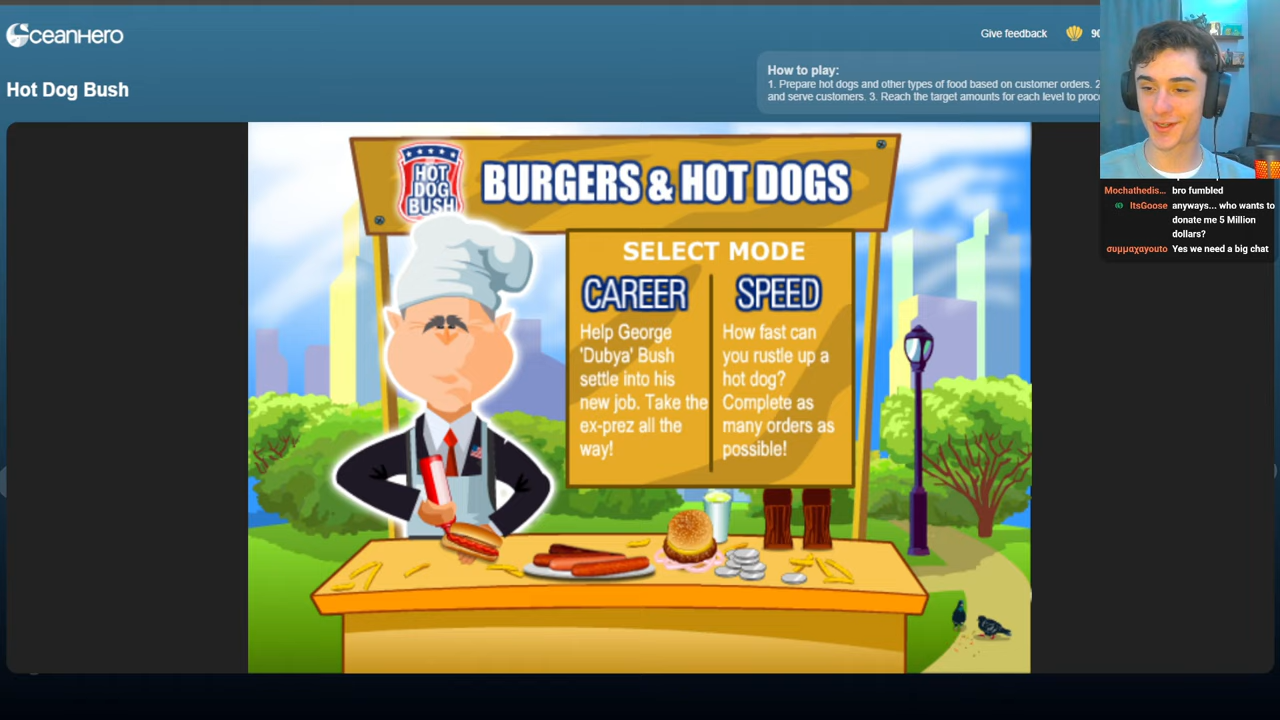 OceanHero
Give feedback
90
Hot Dog Bush
How to play:
1. Prepare hot dogs and other types of food based on customer orders. 2
and serve customers. 3. Reach the target amounts for each level to proc
HOT
DOG
BUSH
BURGERS & HOT DOGS
SELECT MODE
CAREER
Help George
'Dubya' Bush
settle into his
new job. Take the
ex-prez all the
way!
SPEED
How fast can
you rustle up a
hot dog?
Complete as
many orders as
possible!
Mochathedis... bro fumbled
ItsGoose anyways... who wants to
donate me 5 Million
dollars?
συμμαχαyouto Yes we need a big chat